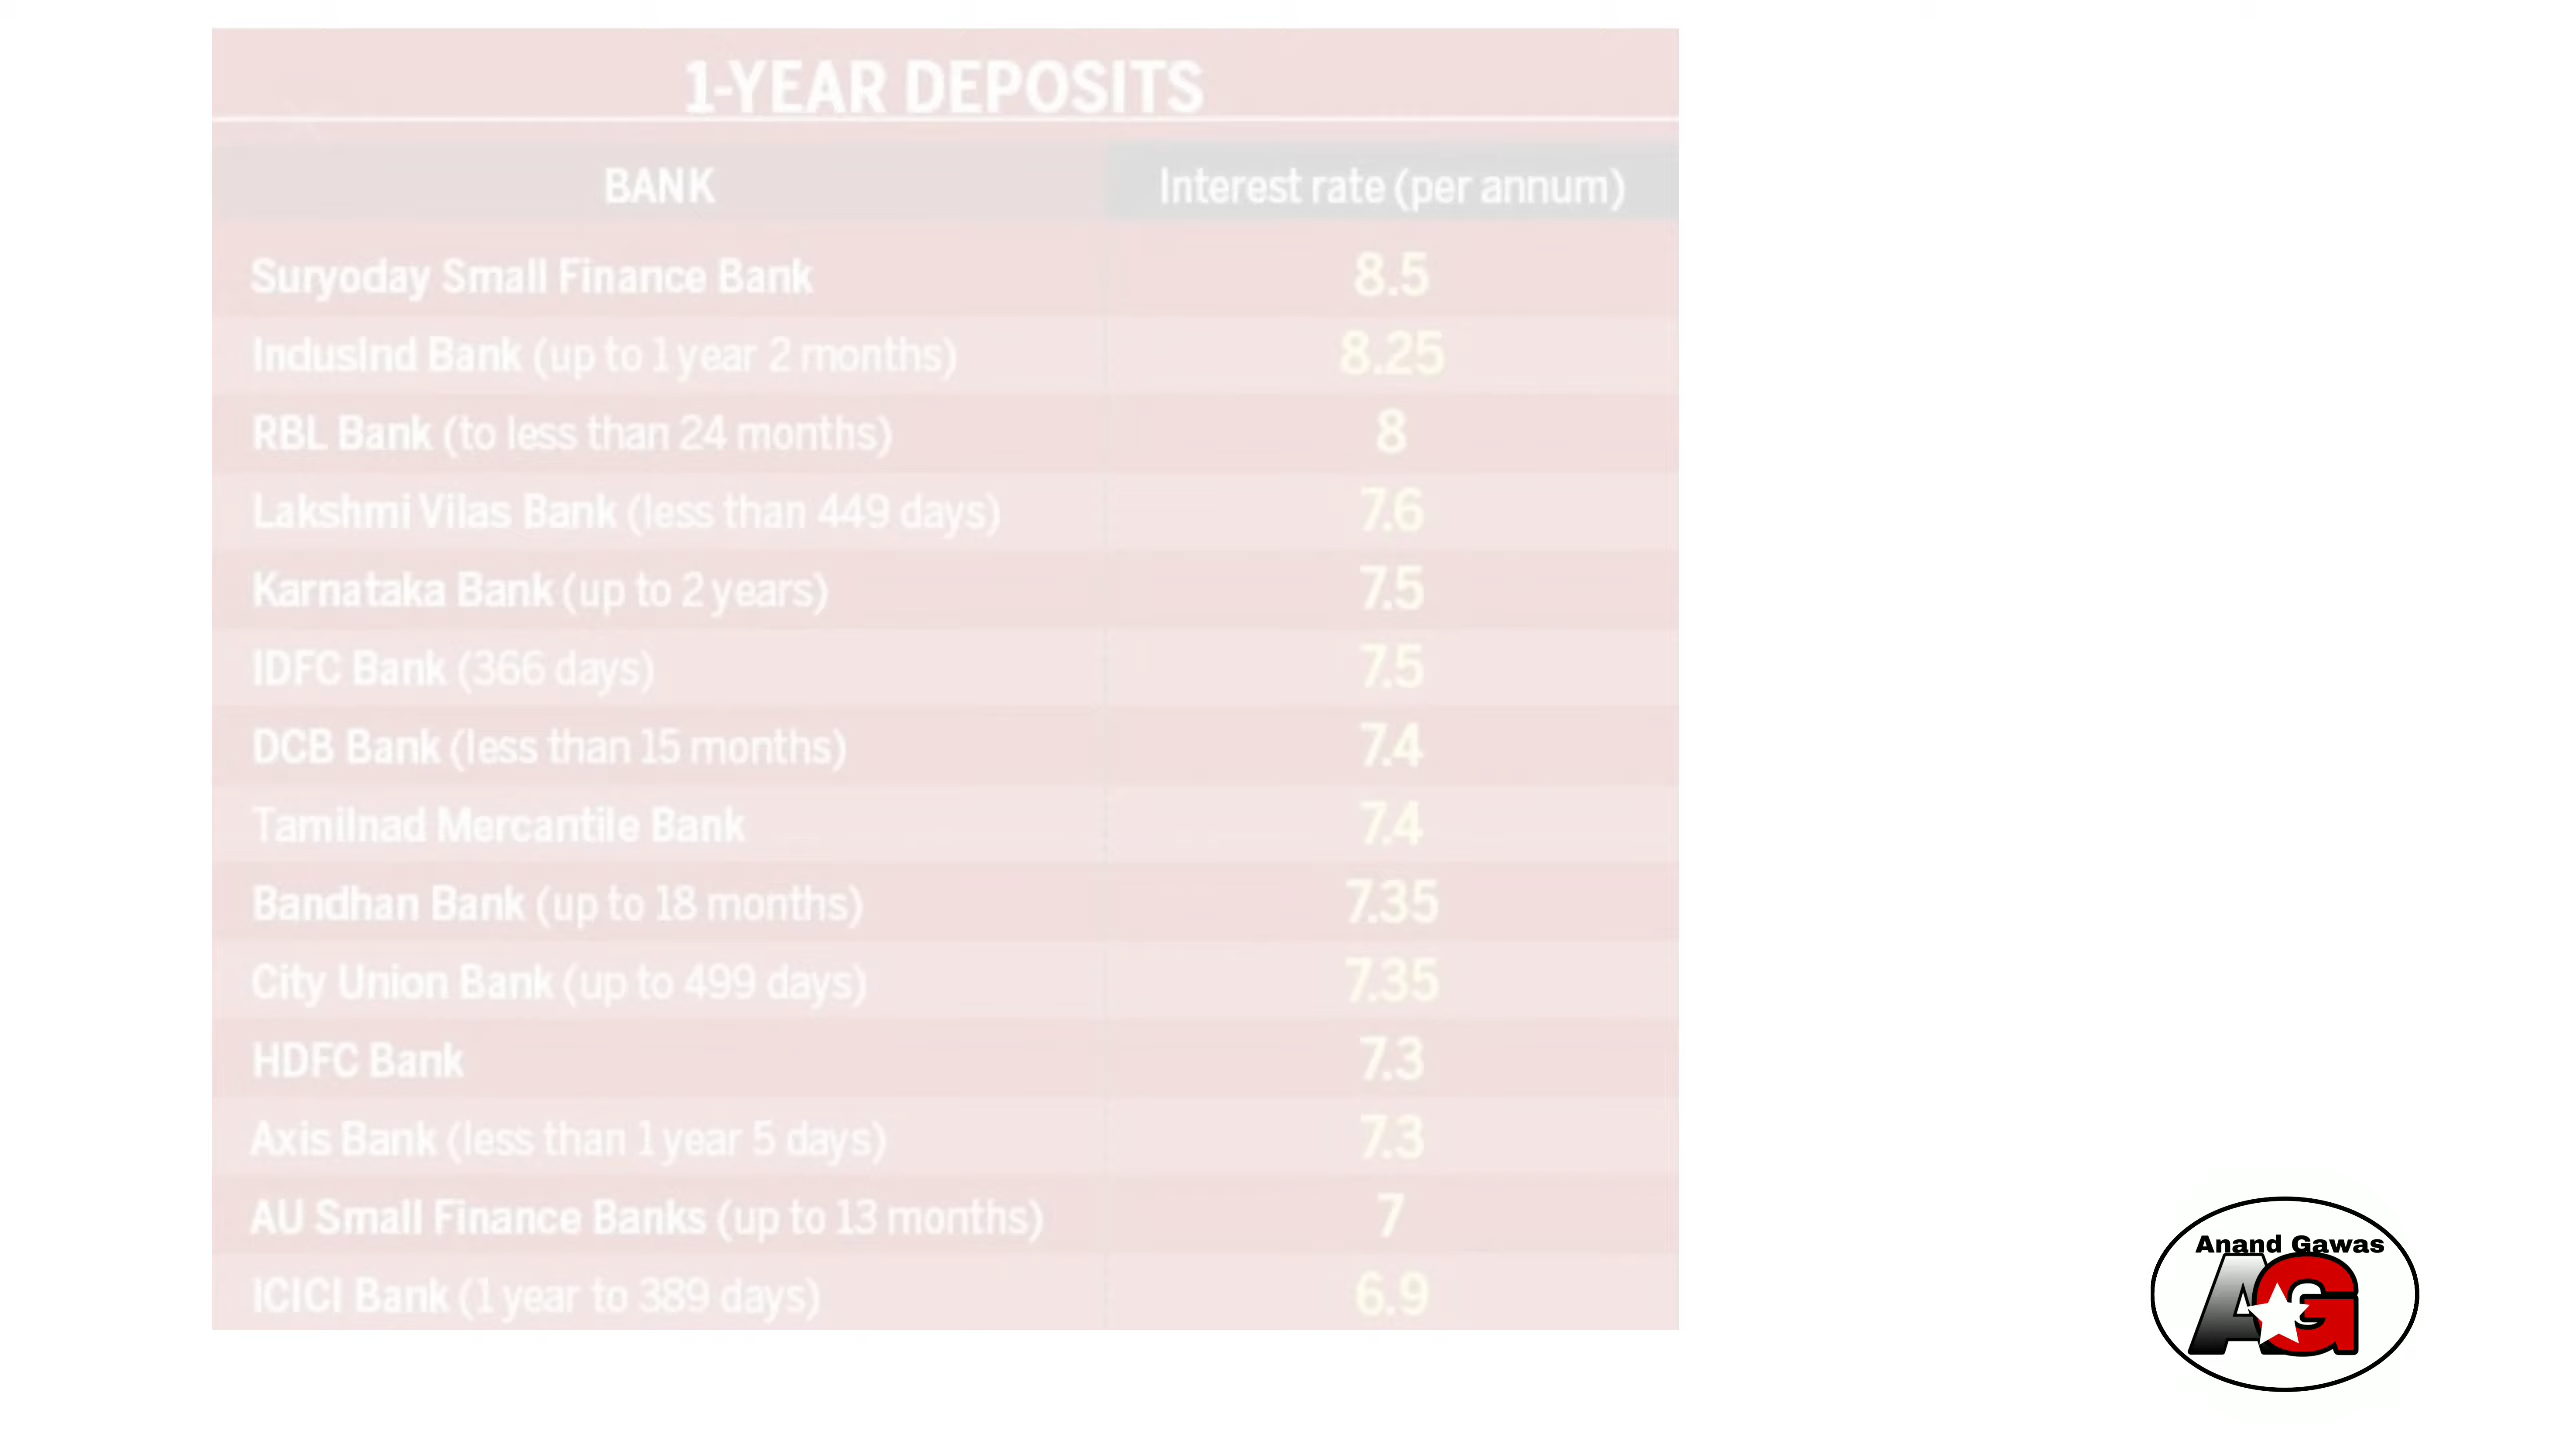 1-YEAR DEPOSITS
BANK Interest rate (per annum)
Suryoday Small Finance Bank 8.5
IndusInd Bank (up to 1 year 2 months) 8.25
RBL Bank (to less than 24 months) 8
Lakshmi Vilas Bank (less than 449 days) 7.6
Karnataka Bank (up to 2 years) 7.5
IDFC Bank (366 days) 7.5
DCB Bank (less than 15 months) 7.4
Tamilnad Mercantile Bank 7.4
Bandhan Bank (up to 18 months) 7.35
City Union Bank (up to 499 days) 7.35
HDFC Bank 7.3
Axis Bank (less than 1 year 5 days) 7.3
AU Small Finance Banks (up to 13 months) 7
ICICI Bank (1 year to 389 days) 6.9
Anand Gawas
AG